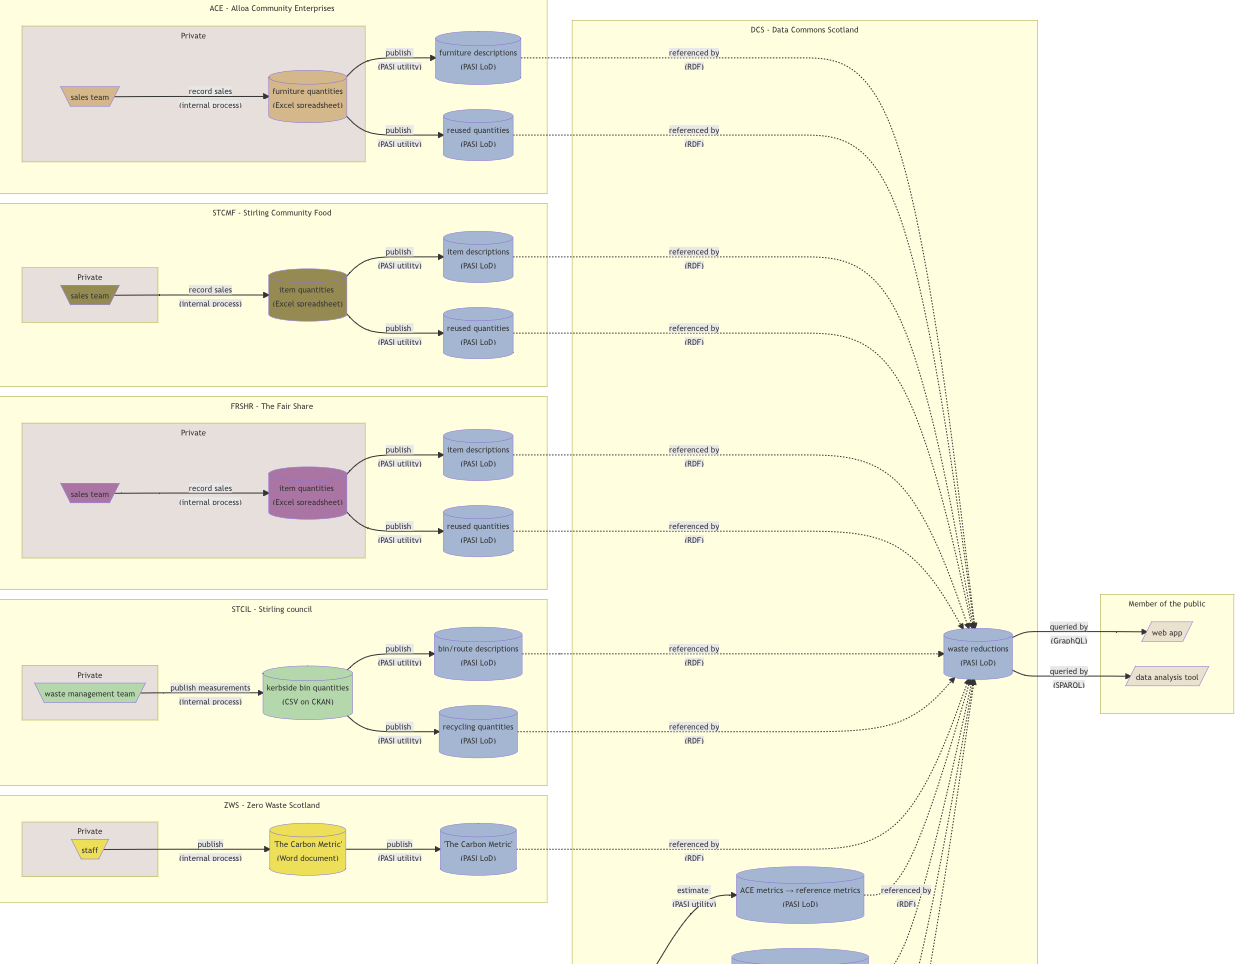 ACE - Alloa Community Enterprises
Private
sales team
record sales
(internal process)
furniture quantities
(Excel spreadsheet)
publish
(PASI utility)
furniture descriptions
(PASI LoD)
publish
(PASI utility)
reused quantities
(PASI LoD)
STCMF - Stirling Community Food
Private
sales team
record sales
(internal process)
item quantities
(Excel spreadsheet)
publish
(PASI utility)
item descriptions
(PASI LoD)
publish
(PASI utility)
reused quantities
(PASI LoD)
FRSHR - The Fair Share
Private
sales team
record sales
(internal process)
item quantities
(Excel spreadsheet)
publish
(PASI utility)
item descriptions
(PASI LoD)
publish
(PASI utility)
reused quantities
(PASI LoD)
STCIL - Stirling council
Private
waste management team
publish measurements
(internal process)
kerbside bin quantities
(CSV on CKAN)
publish
(PASI utility)
bin/route descriptions
(PASI LoD)
publish
(PASI utility)
recycling quantities
(PASI LoD)
ZWS - Zero Waste Scotland
Private
staff
publish
(internal process)
'The Carbon Metric'
(Word document)
publish
(PASI utility)
'The Carbon Metric'
(PASI LoD)
DCS - Data Commons Scotland
referenced by
(RDF)
referenced by
(RDF)
referenced by
(RDF)
referenced by
(RDF)
referenced by
(RDF)
referenced by
(RDF)
referenced by
(RDF)
referenced by
(RDF)
referenced by
(RDF)
estimate
(PASI utility)
ACE metrics → reference metrics
(PASI LoD)
referenced by
(RDF)
waste reductions
(PASI LoD)
queried by
(GraphQL)
queried by
(SPARQL)
Member of the public
web app
data analysis tool